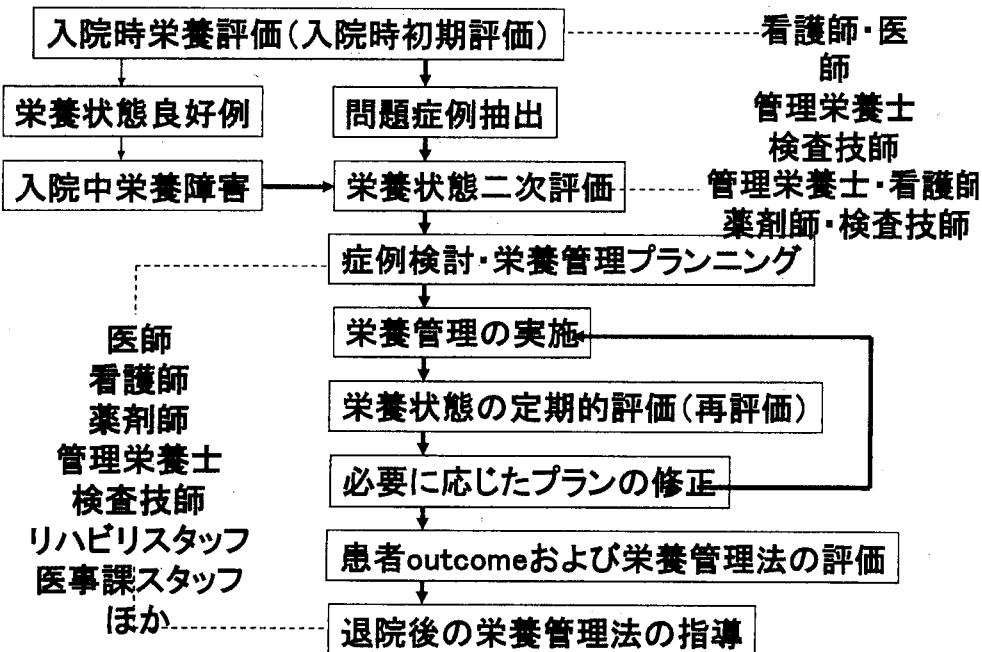 入院時栄養評価(入院時初期評価)
看護師・医
師
管理栄養士
検査技師
栄養状態良好例
問題症例抽出
入院中栄養障害
栄養状態二次評価
管理栄養士・看護師
薬剤師・検査技師
症例検討・栄養管理プランニング
栄養管理の実施
栄養状態の定期的評価(再評価)
必要に応じたプランの修正
患者outcomeおよび栄養管理法の評価
退院後の栄養管理法の指導
医師
看護師
薬剤師
管理栄養士
検査技師
リハビリスタッフ
医事課スタッフ
ほか